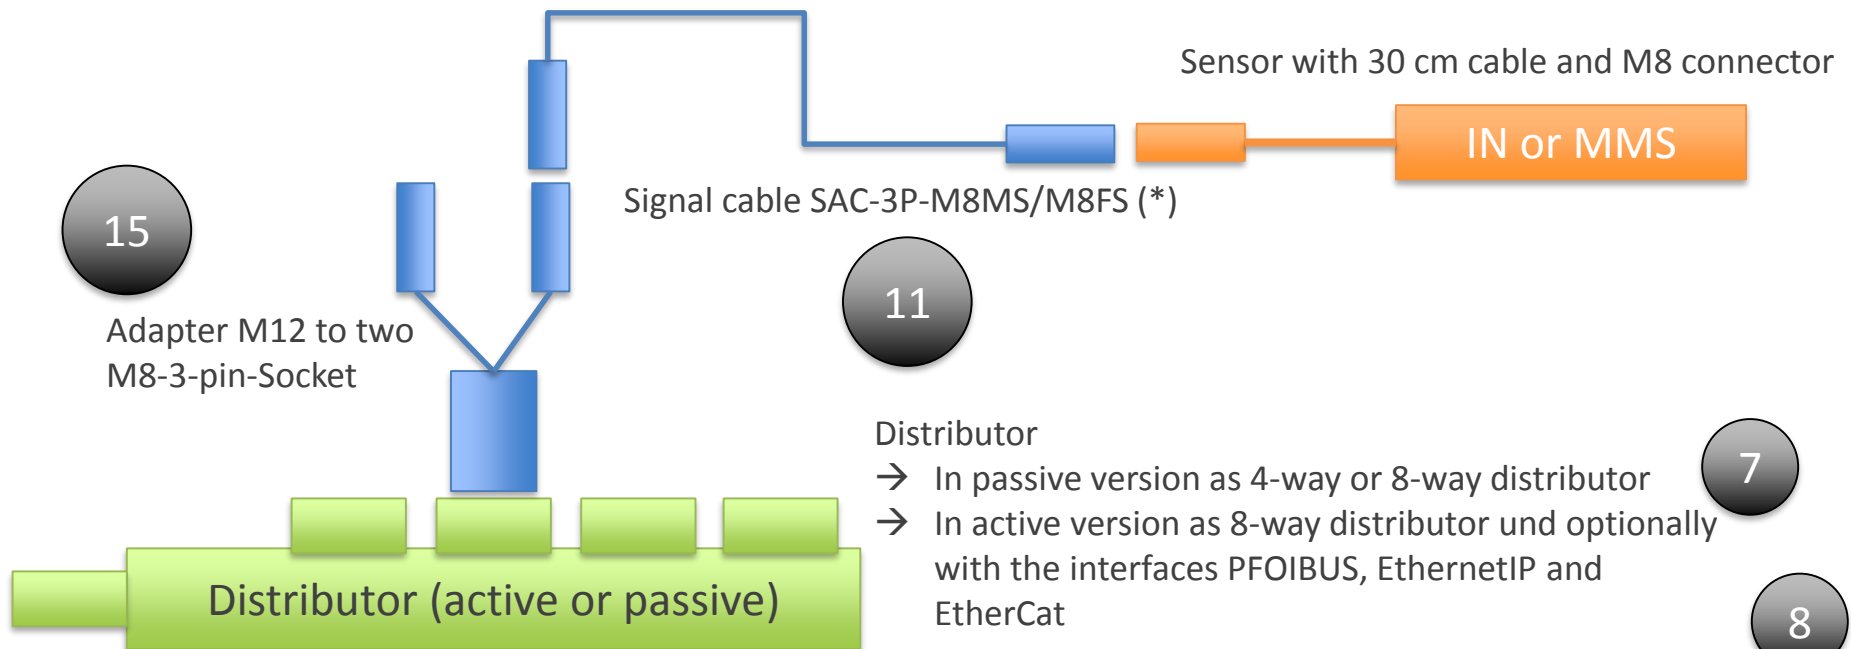 Sensor with 30 cm cable and M8 connector
IN or MMS
Signal cable SAC-3P-M8MS/M8FS (*)
15
11
Adapter M12 to two
M8-3-pin-Socket
Distributor
→ In passive version as 4-way or 8-way distributor
7
→ In active version as 8-way distributor und optionally
with the interfaces PFOIBUS, EthernetIP and
EtherCat
8
Distributor (active or passive)